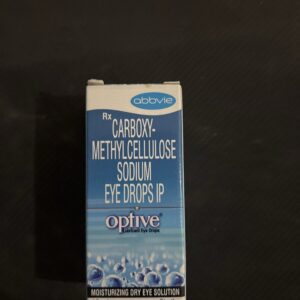 abbvie
Rx
CARBOXY-
METHYLCELLULOSE
SODIUM
EYE DROPS IP
optive®
Lubricant Eye Drops
MOISTURIZING DRY EYE SOLUTION